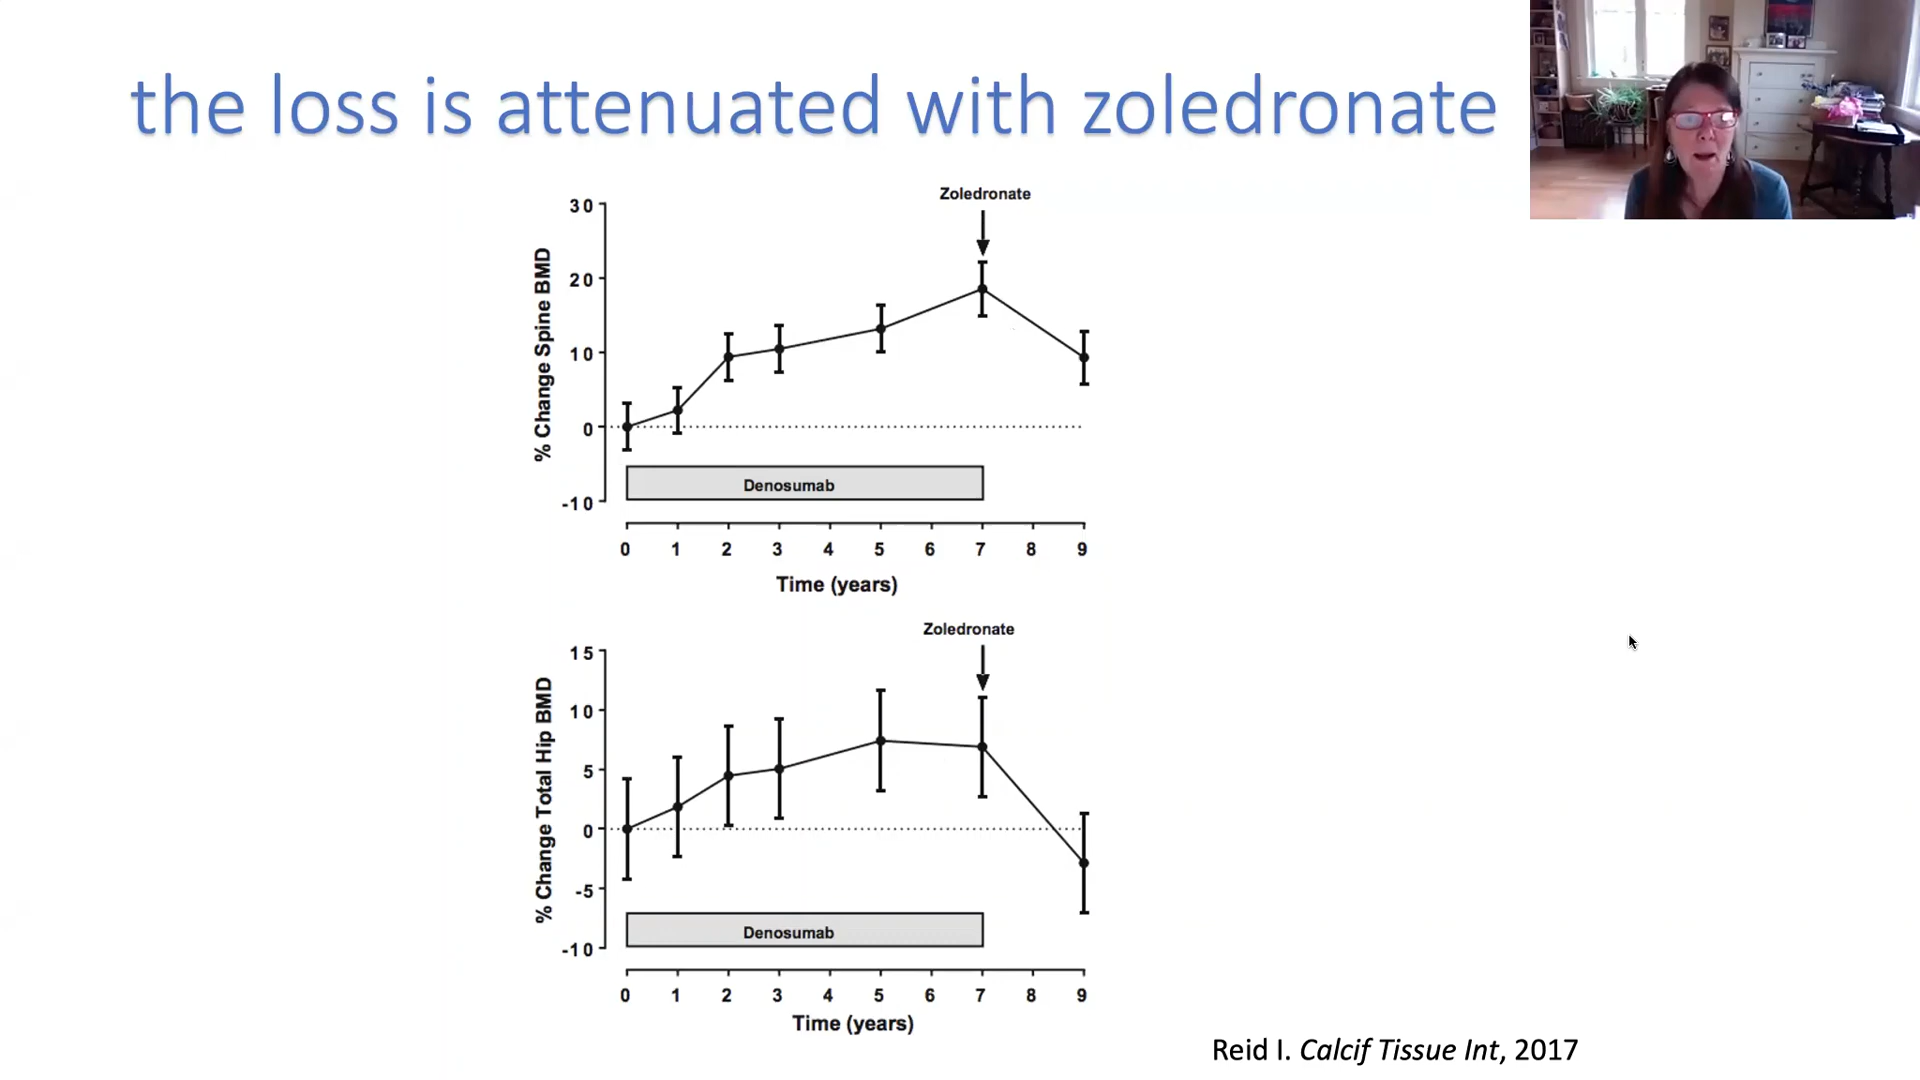 the loss is attenuated with zoledronate
Zoledronate
30
20
10
0
-10
% Change Spine BMD
Denosumab
0 1 2 3 4 5 6 7 8 9
Time (years)
Zoledronate
15
10
5
0
-5
-10
% Change Total Hip BMD
Denosumab
0 1 2 3 4 5 6 7 8 9
Time (years)
Reid I. Calcif Tissue Int, 2017